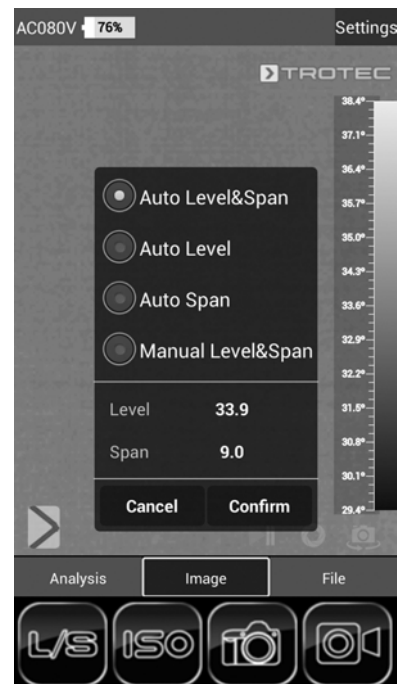 AC080V 76% Settings
TROTEC
38.4°
37.1°
36.4°
Auto Level&Span
35.7°
Auto Level
35.0°
34.3°
Auto Span
33.6°
32.9°
Manual Level&Span
32.2°
Level 33.9
31.5°
30.8°
Span 9.0
30.1°
Cancel Confirm
29.4°
Analysis Image File
L/S ISO